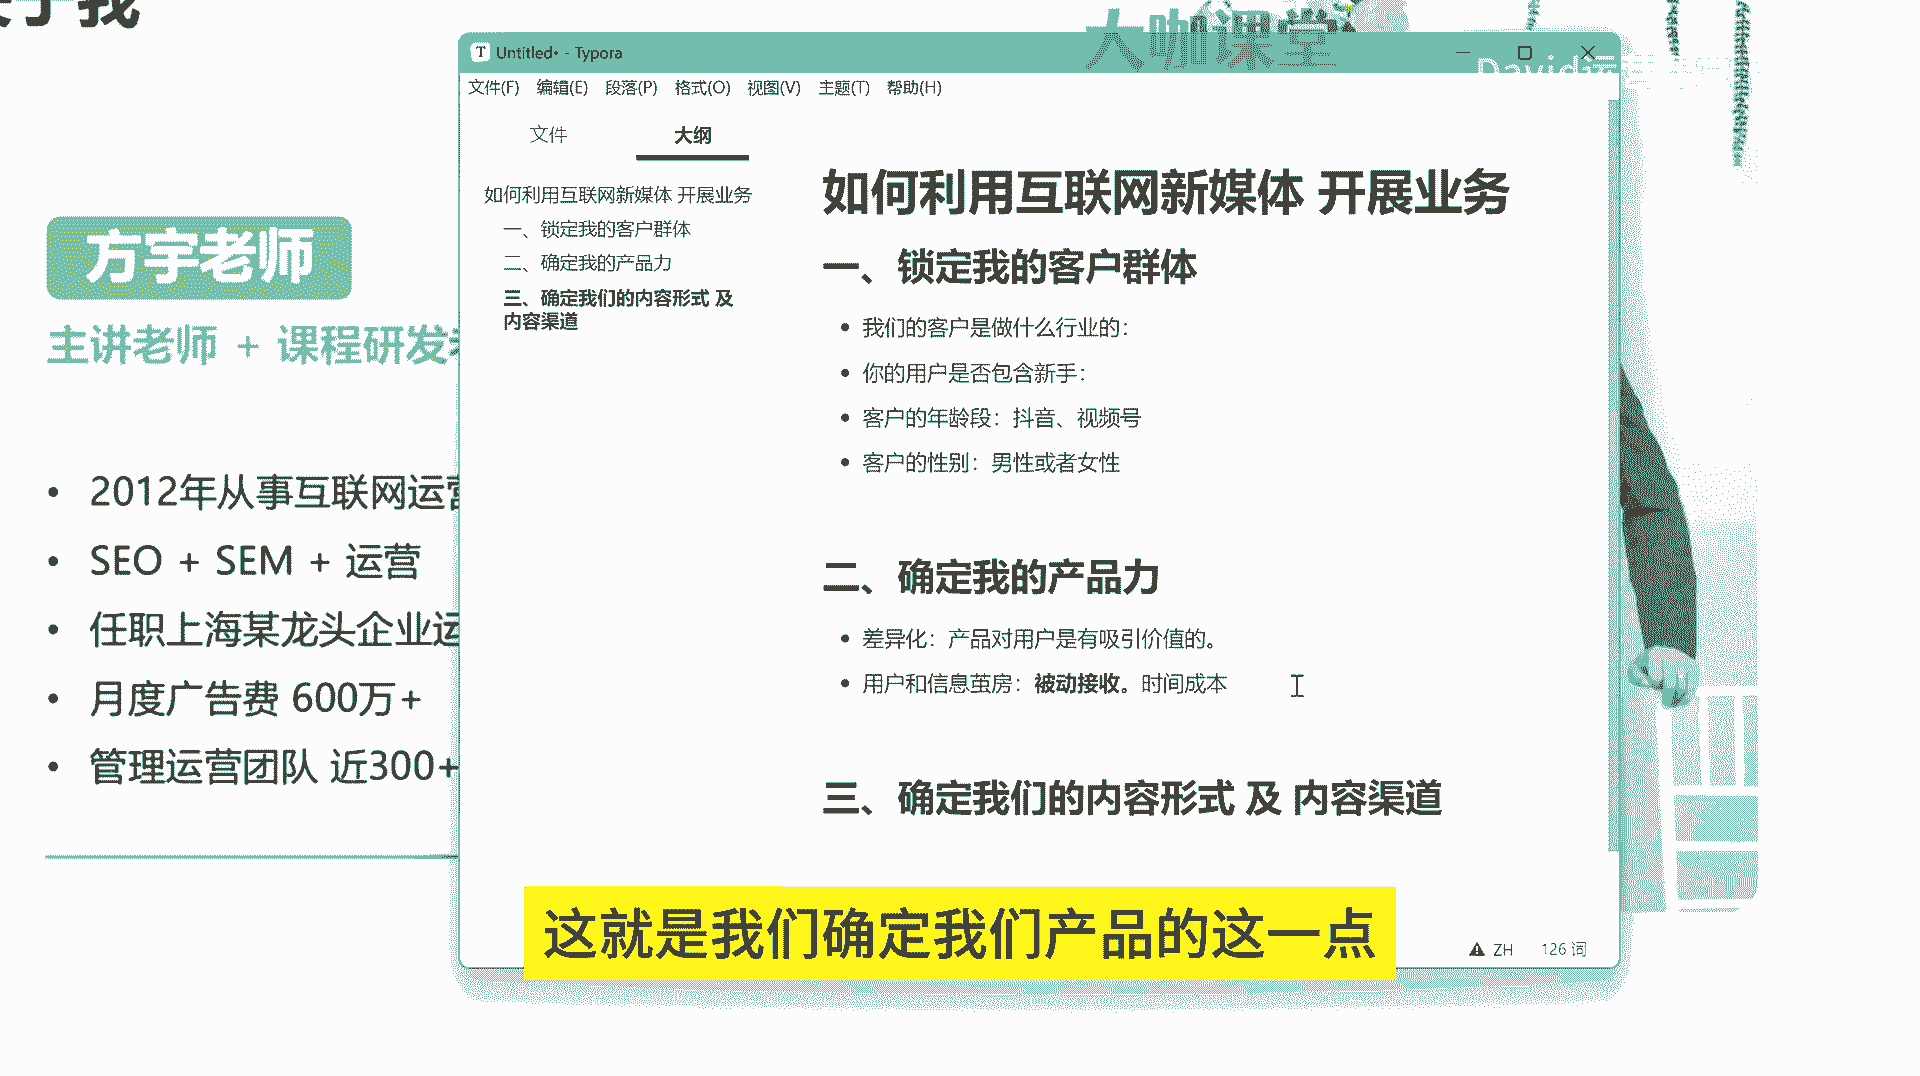 于我
大咖课堂
Untitled• - Typora
文件(F) 编辑(E) 段落(P) 格式(O) 视图(V) 主题(T) 帮助(H)
文件 大纲
如何利用互联网新媒体 开展业务
一、锁定我的客户群体
二、确定我的产品力
三、确定我们的内容形式 及
内容渠道
如何利用互联网新媒体 开展业务
一、锁定我的客户群体
• 我们的客户是做什么行业的：
• 你的用户是否包含新手：
• 客户的年龄段：抖音、视频号
• 客户的性别：男性或者女性
二、确定我的产品力
• 差异化：产品对用户是有吸引价值的。
• 用户和信息茧房：被动接收。时间成本
三、确定我们的内容形式 及 内容渠道
ZH 126 词
方宇老师
主讲老师 + 课程研发
• 2012年从事互联网运营
• SEO + SEM + 运营
• 任职上海某龙头企业运
• 月度广告费 600万+
• 管理运营团队 近300+
这就是我们确定我们产品的这一点